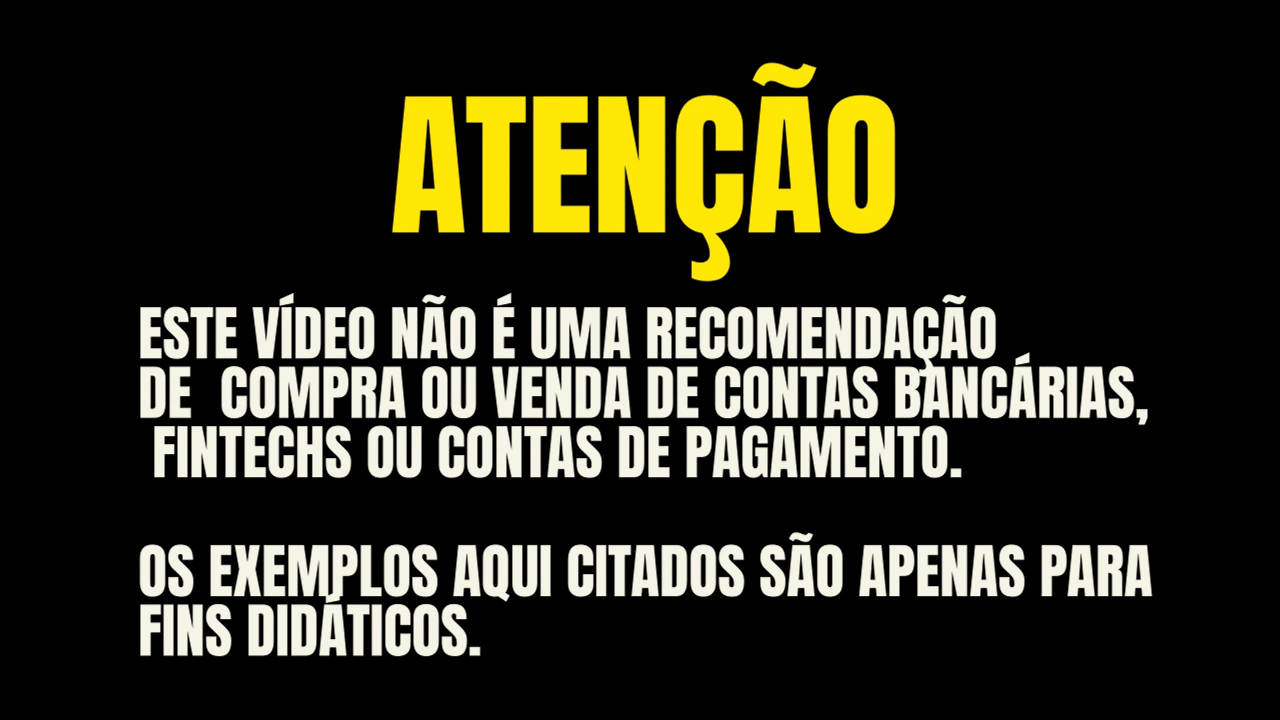 ATENÇÃO
ESTE VÍDEO NÃO É UMA RECOMENDAÇÃO
DE COMPRA OU VENDA DE CONTAS BANCÁRIAS,
FINTECHS OU CONTAS DE PAGAMENTO.
OS EXEMPLOS AQUI CITADOS SÃO APENAS PARA
FINS DIDÁTICOS.